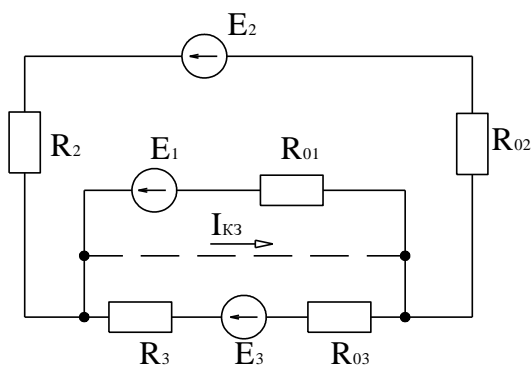 E₂
R₂
R₀₂
E₁
R₀₁
Iкз
R₃
E₃
R₀₃